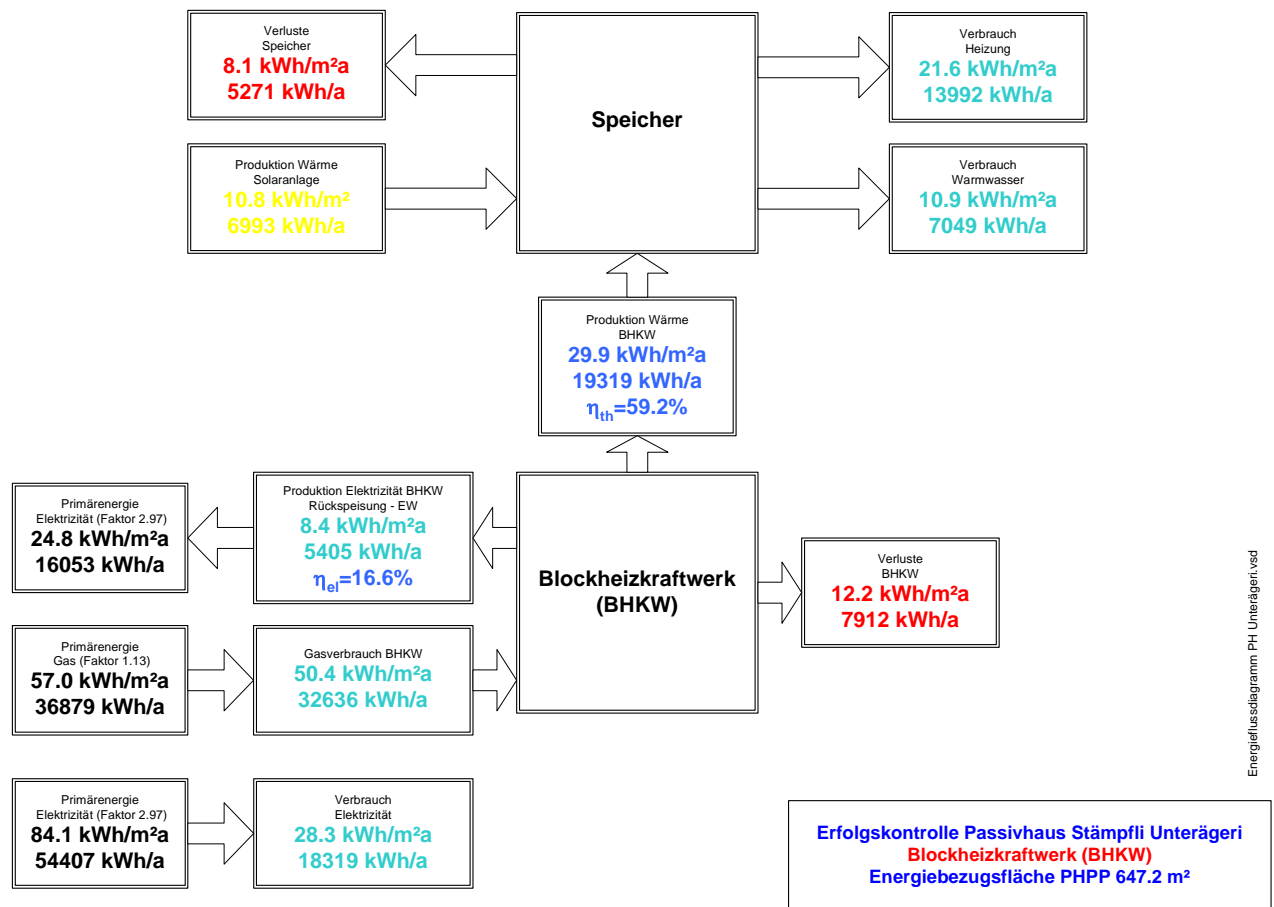 Verluste
Speicher
8.1 kWh/m²a
5271 kWh/a
Speicher
Verbrauch
Heizung
21.6 kWh/m²a
13992 kWh/a
Produktion Wärme
Solaranlage
10.8 kWh/m²
6993 kWh/a
Verbrauch
Warmwasser
10.9 kWh/m²a
7049 kWh/a
Produktion Wärme
BHKW
29.9 kWh/m²a
19319 kWh/a
ηth=59.2%
Primärenergie
Elektrizität (Faktor 2.97)
24.8 kWh/m²a
16053 kWh/a
Produktion Elektrizität BHKW
Rückspeisung - EW
8.4 kWh/m²a
5405 kWh/a
ηel=16.6%
Blockheizkraftwerk
(BHKW)
Verluste
BHKW
12.2 kWh/m²a
7912 kWh/a
Primärenergie
Gas (Faktor 1.13)
57.0 kWh/m²a
36879 kWh/a
Gasverbrauch BHKW
50.4 kWh/m²a
32636 kWh/a
Primärenergie
Elektrizität (Faktor 2.97)
84.1 kWh/m²a
54407 kWh/a
Verbrauch
Elektrizität
28.3 kWh/m²a
18319 kWh/a
Energieflussdiagramm PH Unterägeri.vsd
Erfolgskontrolle Passivhaus Stämpfli Unterägeri
Blockheizkraftwerk (BHKW)
Energiebezugsfläche PHPP 647.2 m²